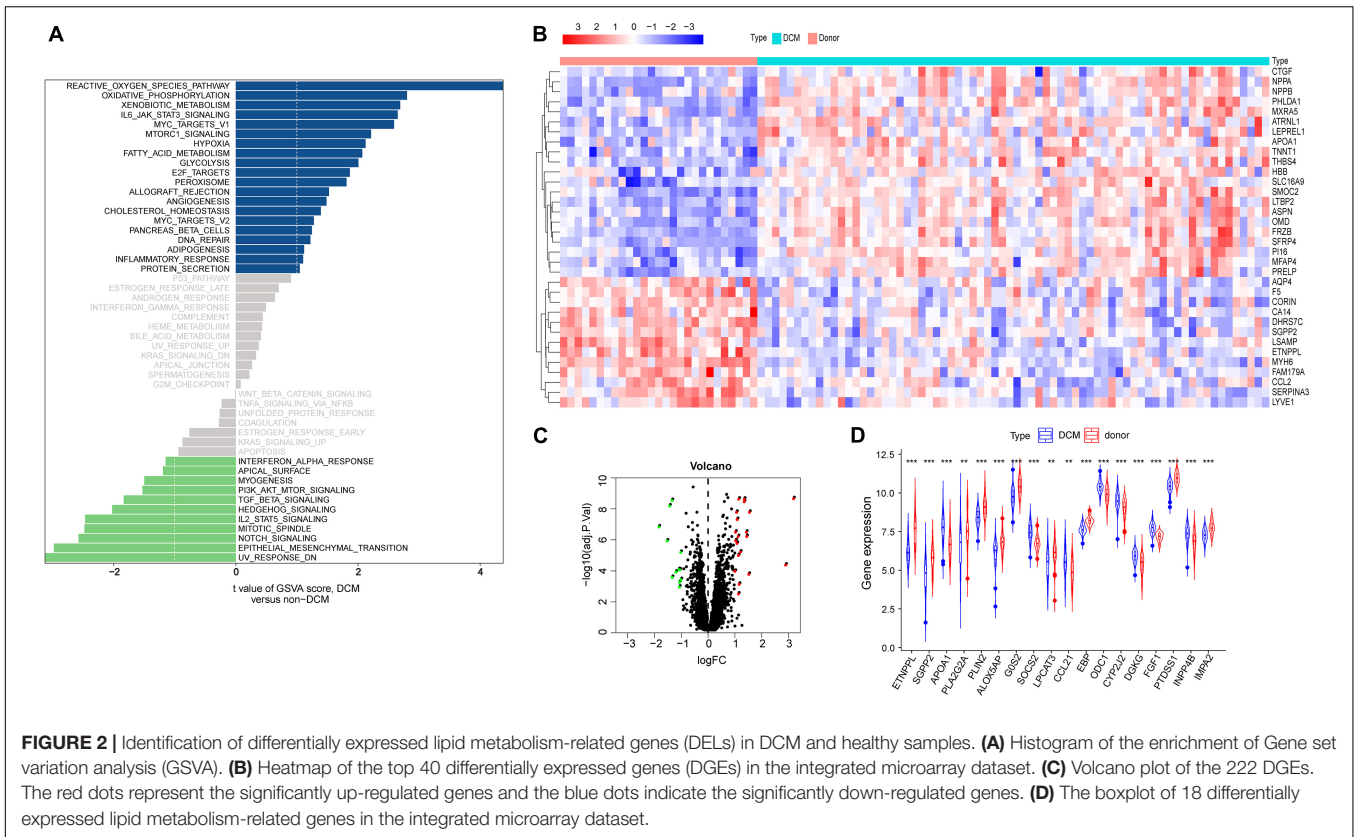 A
REACTIVE_OXYGEN_SPECIES_PATHWAY
OXIDATIVE_PHOSPHORYLATION
XENOBIOTIC_METABOLISM
IL6_JAK_STAT3_SIGNALING
MYC_TARGETS_V1
MTORC1_SIGNALING
HYPOXIA
FATTY_ACID_METABOLISM
GLYCOLYSIS
E2F_TARGETS
PEROXISOME
ALLOGRAFT_REJECTION
ANGIOGENESIS
CHOLESTEROL_HOMEOSTASIS
MYC_TARGETS_V2
PANCREAS_BETA_CELLS
DNA_REPAIR
ADIPOGENESIS
INFLAMMATORY_RESPONSE
PROTEIN_SECRETION
P53_PATHWAY
ESTROGEN_RESPONSE_LATE
ANDROGEN_RESPONSE
INTERFERON_GAMMA_RESPONSE
COMPLEMENT
HEME_METABOLISM
BILE_ACID_METABOLISM
UV_RESPONSE_UP
KRAS_SIGNALING_DN
APICAL_JUNCTION
SPERMATOGENESIS
G2M_CHECKPOINT
WNT_BETA_CATENIN_SIGNALING
TNFA_SIGNALING_VIA_NFKB
UNFOLDED_PROTEIN_RESPONSE
COAGULATION
ESTROGEN_RESPONSE_EARLY
KRAS_SIGNALING_UP
APOPTOSIS
INTERFERON_ALPHA_RESPONSE
APICAL_SURFACE
MYOGENESIS
PI3K_AKT_MTOR_SIGNALING
TGF_BETA_SIGNALING
HEDGEHOG_SIGNALING
IL2_STAT5_SIGNALING
MITOTIC_SPINDLE
NOTCH_SIGNALING
EPITHELIAL_MESENCHYMAL_TRANSITION
UV_RESPONSE_DN
−2 0 2 4
t value of GSVA score, DCM
versus non−DCM
B
3 2 1 0 −1 −2 −3
Type DCM Donor
Type
CTGF
NPPA
NPPB
PHLDA1
MXRA5
ATRNL1
LEPREL1
APOA1
TNNT1
THBS4
HBB
SLC16A9
SMOC2
LTBP2
ASPN
OMD
FRZB
SFRP4
PI16
MFAP4
PRELP
AQP4
F5
CORIN
CA14
DHRS7C
SGPP2
LSAMP
ETNPPL
MYH6
FAM179A
CCL2
SERPINA3
LYVE1
C
Volcano
−log10(adj.P.Val)
10
8
6
4
2
0
−3 −2 −1 0 1 2 3
logFC
D
Type DCM donor
*** *** *** ** *** *** *** *** ** ** *** *** *** *** *** *** *** ***
Gene expression
12.5
10.0
7.5
5.0
2.5
0.0
ETNPPL SGPP2 APOA1 PLA2G2A PLIN2 ALOX5AP G0S2 SOCS2 LPCAT3 CCL21 EBP ODC1 CYP2J2 DGKG FGF1 PTDSS1 INPP4B IMPA2
FIGURE 2 | Identification of differentially expressed lipid metabolism-related genes (DELs) in DCM and healthy samples. (A) Histogram of the enrichment of Gene set
variation analysis (GSVA). (B) Heatmap of the top 40 differentially expressed genes (DGEs) in the integrated microarray dataset. (C) Volcano plot of the 222 DGEs.
The red dots represent the significantly up-regulated genes and the blue dots indicate the significantly down-regulated genes. (D) The boxplot of 18 differentially
expressed lipid metabolism-related genes in the integrated microarray dataset.